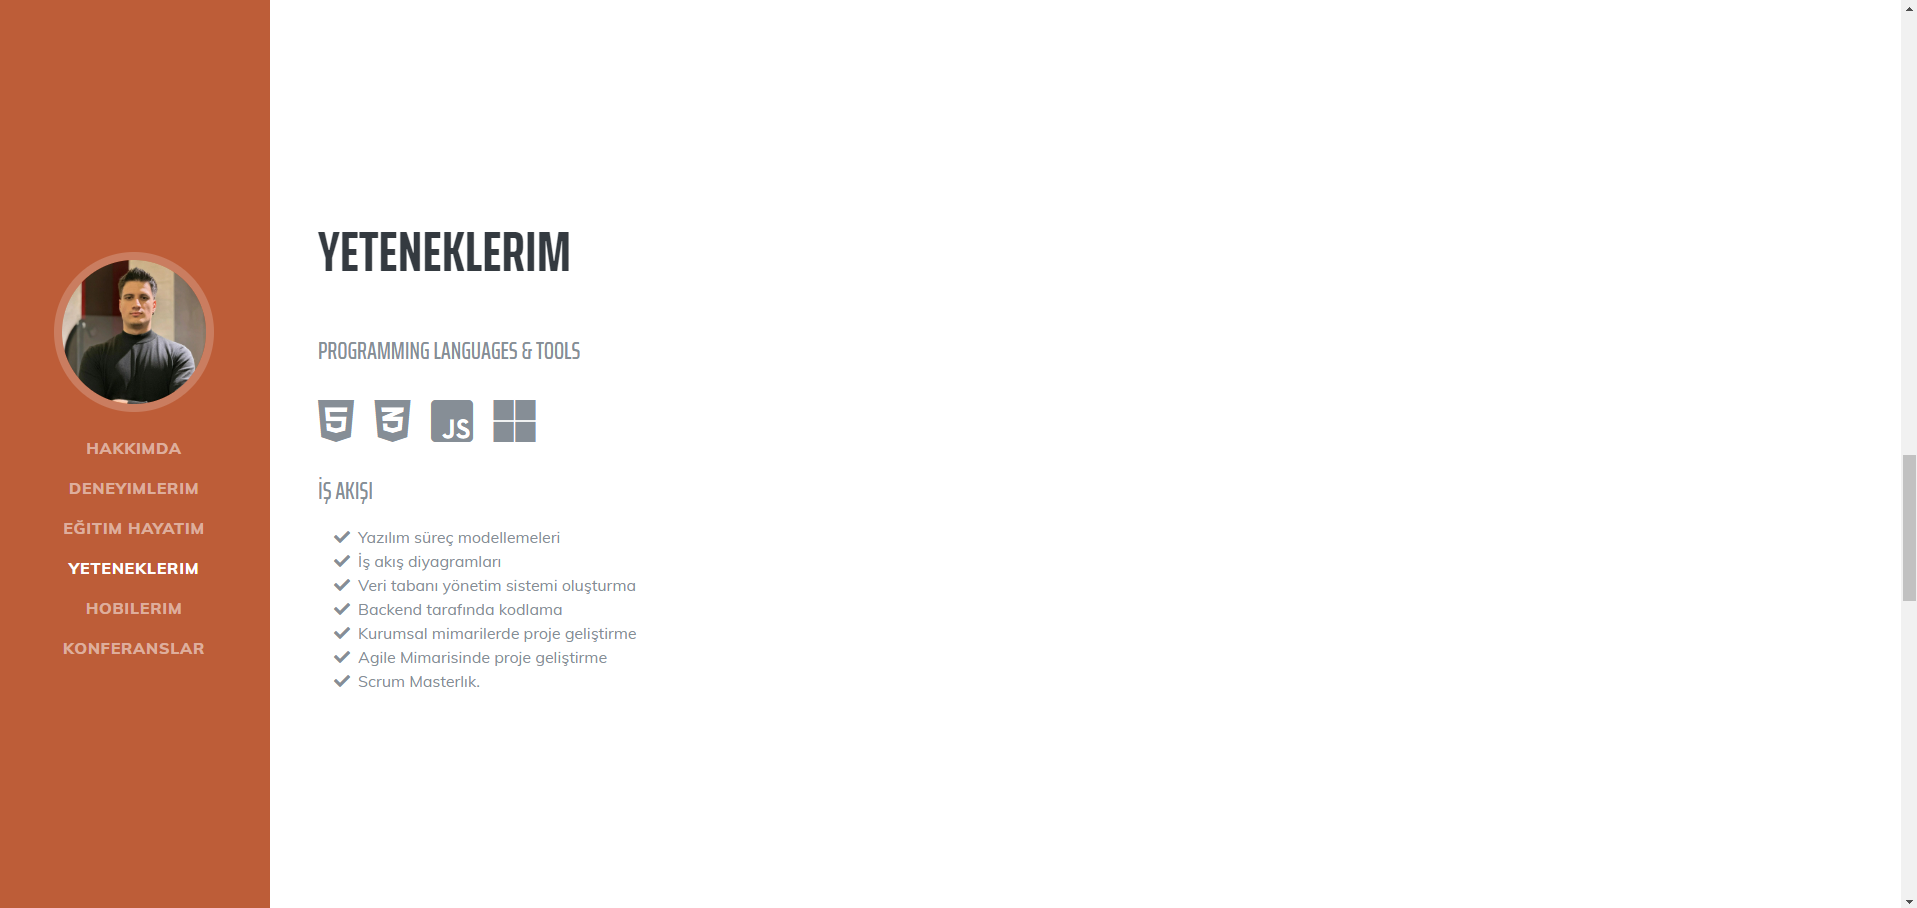 HAKKIMDA
DENEYIMLERIM
EĞITIM HAYATIM
YETENEKLERIM
HOBILERIM
KONFERANSLAR
YETENEKLERIM
PROGRAMMING LANGUAGES & TOOLS
5 3 JS
İŞ AKIŞI
Yazılım süreç modellemeleri
İş akış diyagramları
Veri tabanı yönetim sistemi oluşturma
Backend tarafında kodlama
Kurumsal mimarilerde proje geliştirme
Agile Mimarisinde proje geliştirme
Scrum Masterlık.